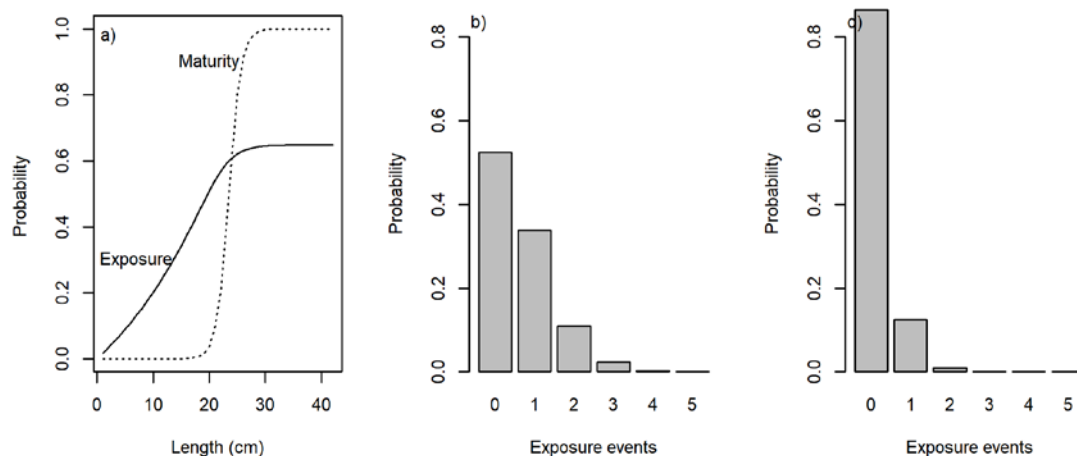 a)
Maturity
Exposure
Probability
0.0 0.2 0.4 0.6 0.8 1.0
0 10 20 30 40
Length (cm)
b)
Probability
0.0 0.2 0.4 0.6 0.8
0 1 2 3 4 5
Exposure events
c)
Probability
0.0 0.2 0.4 0.6 0.8
0 1 2 3 4 5
Exposure events